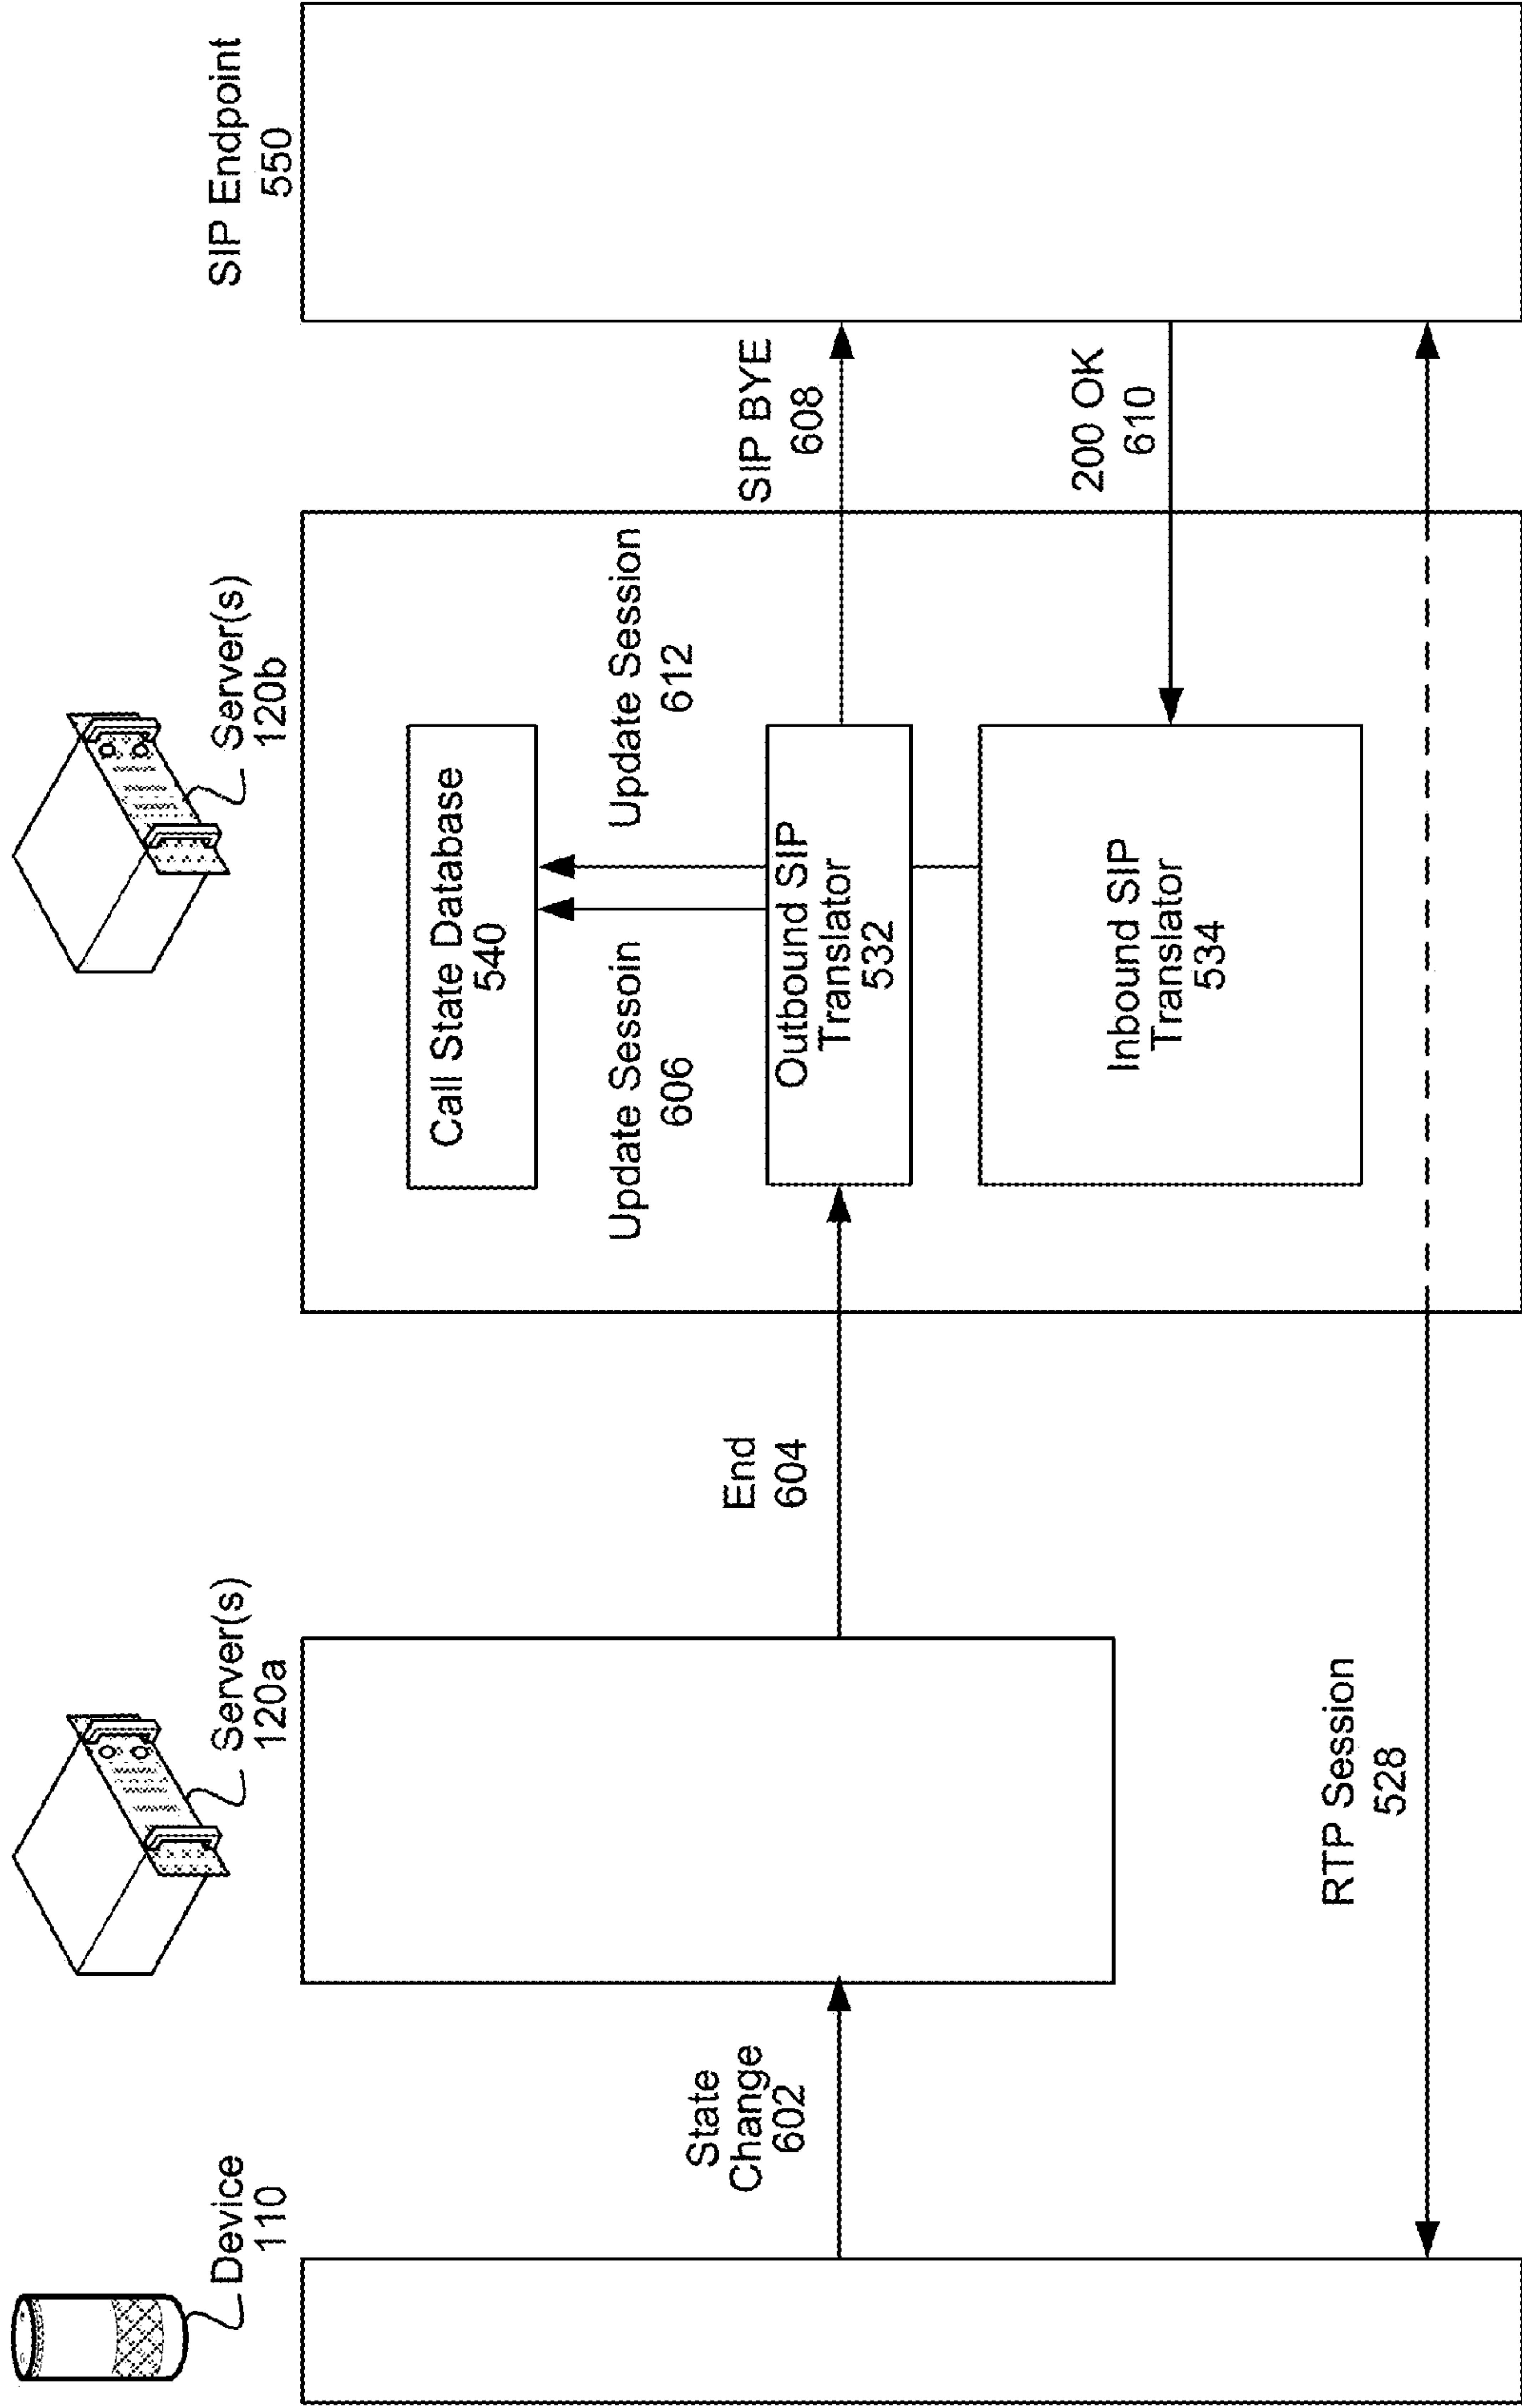 Device
110
Server(s)
120a
Server(s)
120b
SIP Endpoint
550
Call State Database
540
Update Sessoin
606
Update Session
612
State
Change
602
End
604
Outbound SIP
Translator
532
SIP BYE
608
Inbound SIP
Translator
534
200 OK
610
RTP Session
528